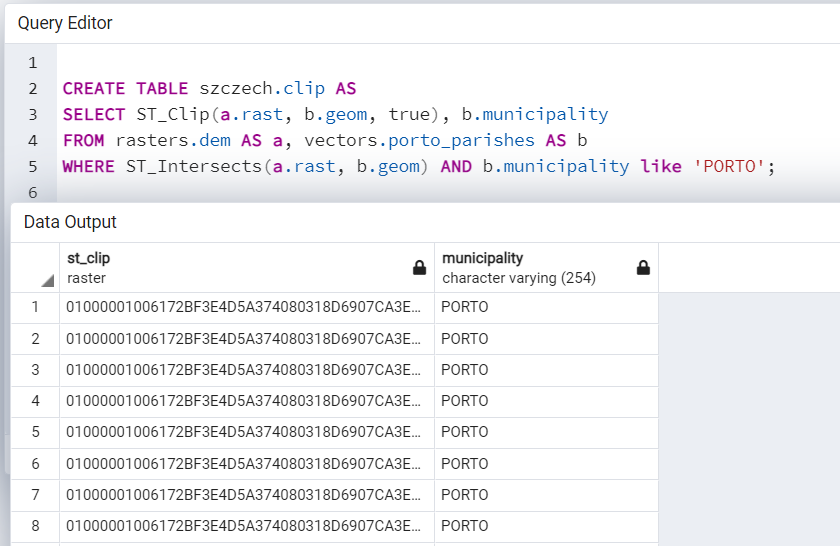 Query Editor
1
2 CREATE TABLE szczech.clip AS
3 SELECT ST_Clip(a.rast, b.geom, true), b.municipality
4 FROM rasters.dem AS a, vectors.porto_parishes AS b
5 WHERE ST_Intersects(a.rast, b.geom) AND b.municipality like 'PORTO';
6
Data Output
st_clip municipality
raster character varying (254)
1 01000001006172BF3E4D5A374080318D6907CA3E... PORTO
2 01000001006172BF3E4D5A374080318D6907CA3E... PORTO
3 01000001006172BF3E4D5A374080318D6907CA3E... PORTO
4 01000001006172BF3E4D5A374080318D6907CA3E... PORTO
5 01000001006172BF3E4D5A374080318D6907CA3E... PORTO
6 01000001006172BF3E4D5A374080318D6907CA3E... PORTO
7 01000001006172BF3E4D5A374080318D6907CA3E... PORTO
8 01000001006172BF3E4D5A374080318D6907CA3E... PORTO